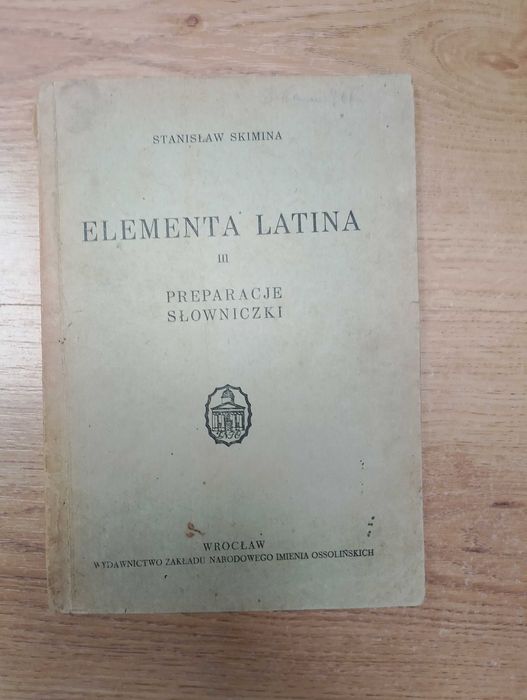 STANISŁAW SKIMINA
ELEMENTA LATINA
III
PREPARACJE
SŁOWNICZKI
WROCŁAW
WYDAWNICTWO ZAKŁADU NARODOWEGO IMIENIA OSSOLIŃSKICH